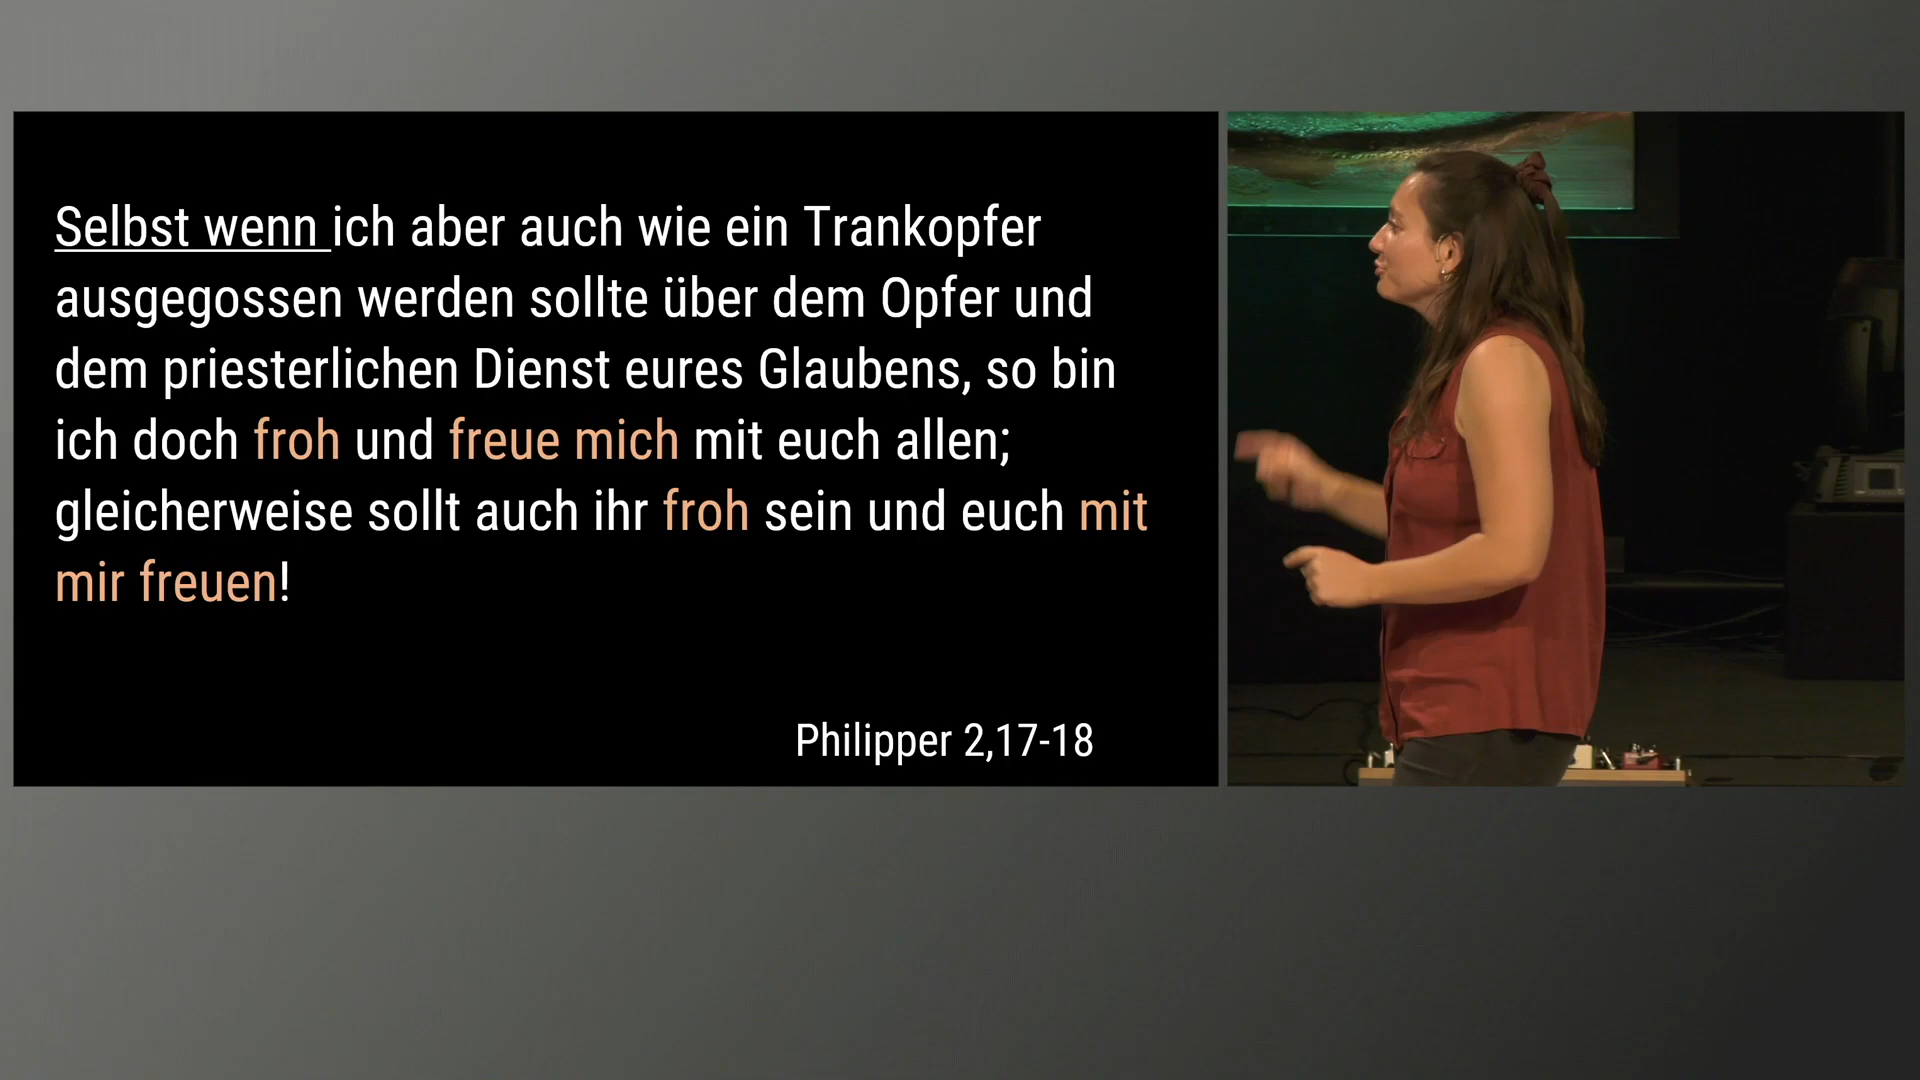 Selbst wenn ich aber auch wie ein Trankopfer
ausgegossen werden sollte über dem Opfer und
dem priesterlichen Dienst eures Glaubens, so bin
ich doch froh und freue mich mit euch allen;
gleicherweise sollt auch ihr froh sein und euch mit
mir freuen!
Philipper 2,17-18